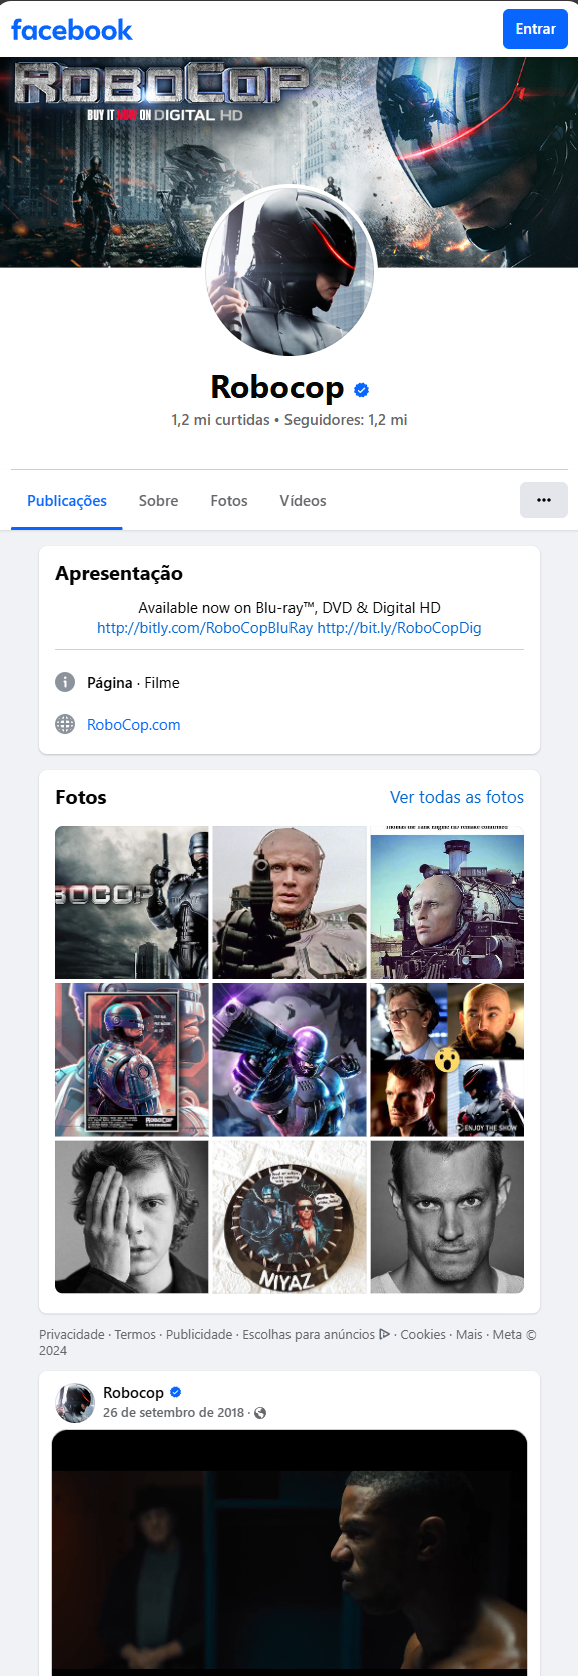 facebook
Entrar
ROBOCOP
BUY IT NOW ON DIGITAL HD
Robocop
1,2 mi curtidas • Seguidores: 1,2 mi
Publicações
Sobre
Fotos
Vídeos
Apresentação
Available now on Blu-ray™, DVD & Digital HD
http://bitly.com/RoboCopBluRay http://bit.ly/RoboCopDig
Página · Filme
RoboCop.com
Fotos
Ver todas as fotos
OBOCOP
ROBOCOP
ENJOY THE SHOW
NIYAZ 7
Privacidade · Termos · Publicidade · Escolhas para anúncios · Cookies · Mais · Meta ©
2024
Robocop
26 de setembro de 2018 ·